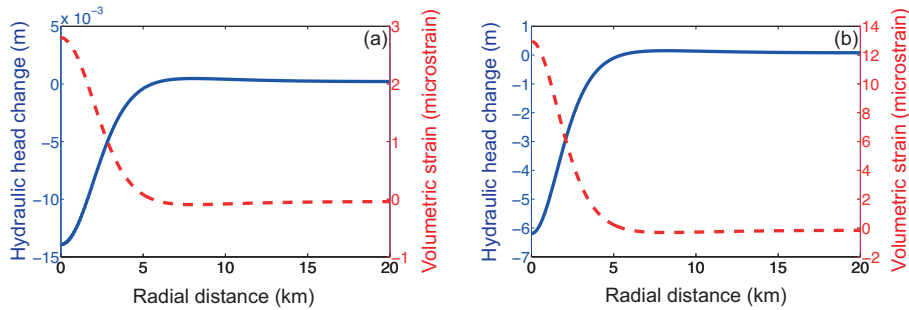 × 10⁻³
5
0
−5
−10
−15
Hydraulic head change (m)
(a)
3
2
1
0
−1
Volumetric strain (microstrain)
0 5 10 15 20
Radial distance (km)
1
0
−1
−2
−3
−4
−5
−6
−7
Hydraulic head change (m)
(b)
14
12
10
8
6
4
2
0
−2
Volumetric strain (microstrain)
0 5 10 15 20
Radial distance (km)